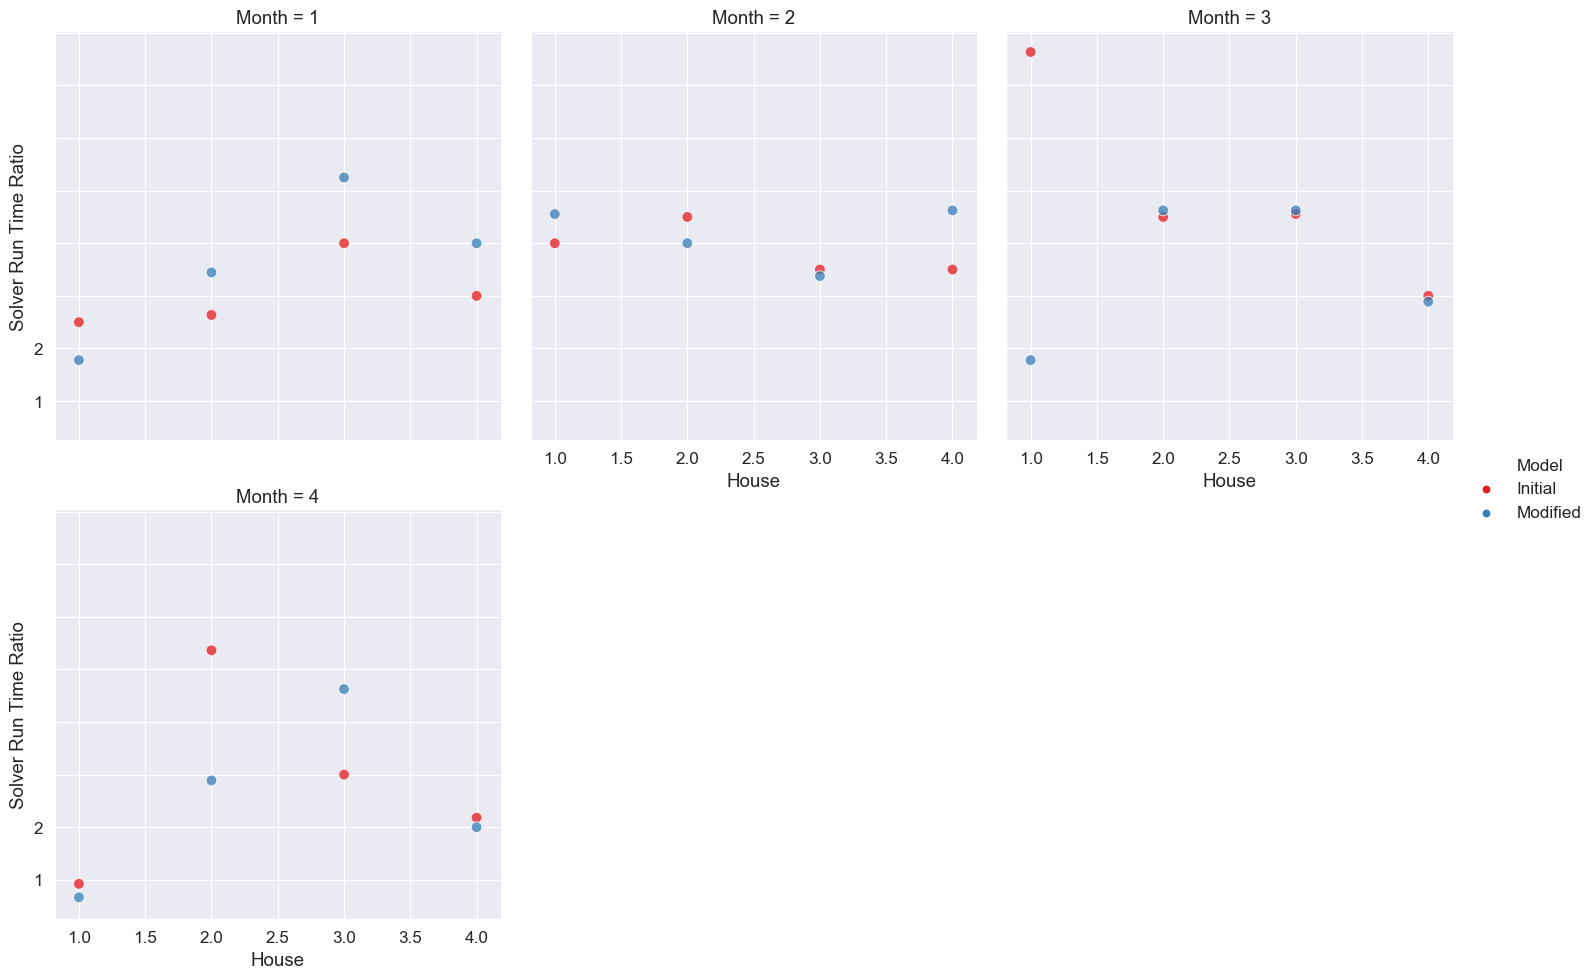 Month = 1
Month = 2
Month = 3
Solver Run Time Ratio
2
1
1.0 1.5 2.0 2.5 3.0 3.5 4.0
House
1.0 1.5 2.0 2.5 3.0 3.5 4.0
House
Model
Initial
Modified
Month = 4
Solver Run Time Ratio
2
1
1.0 1.5 2.0 2.5 3.0 3.5 4.0
House